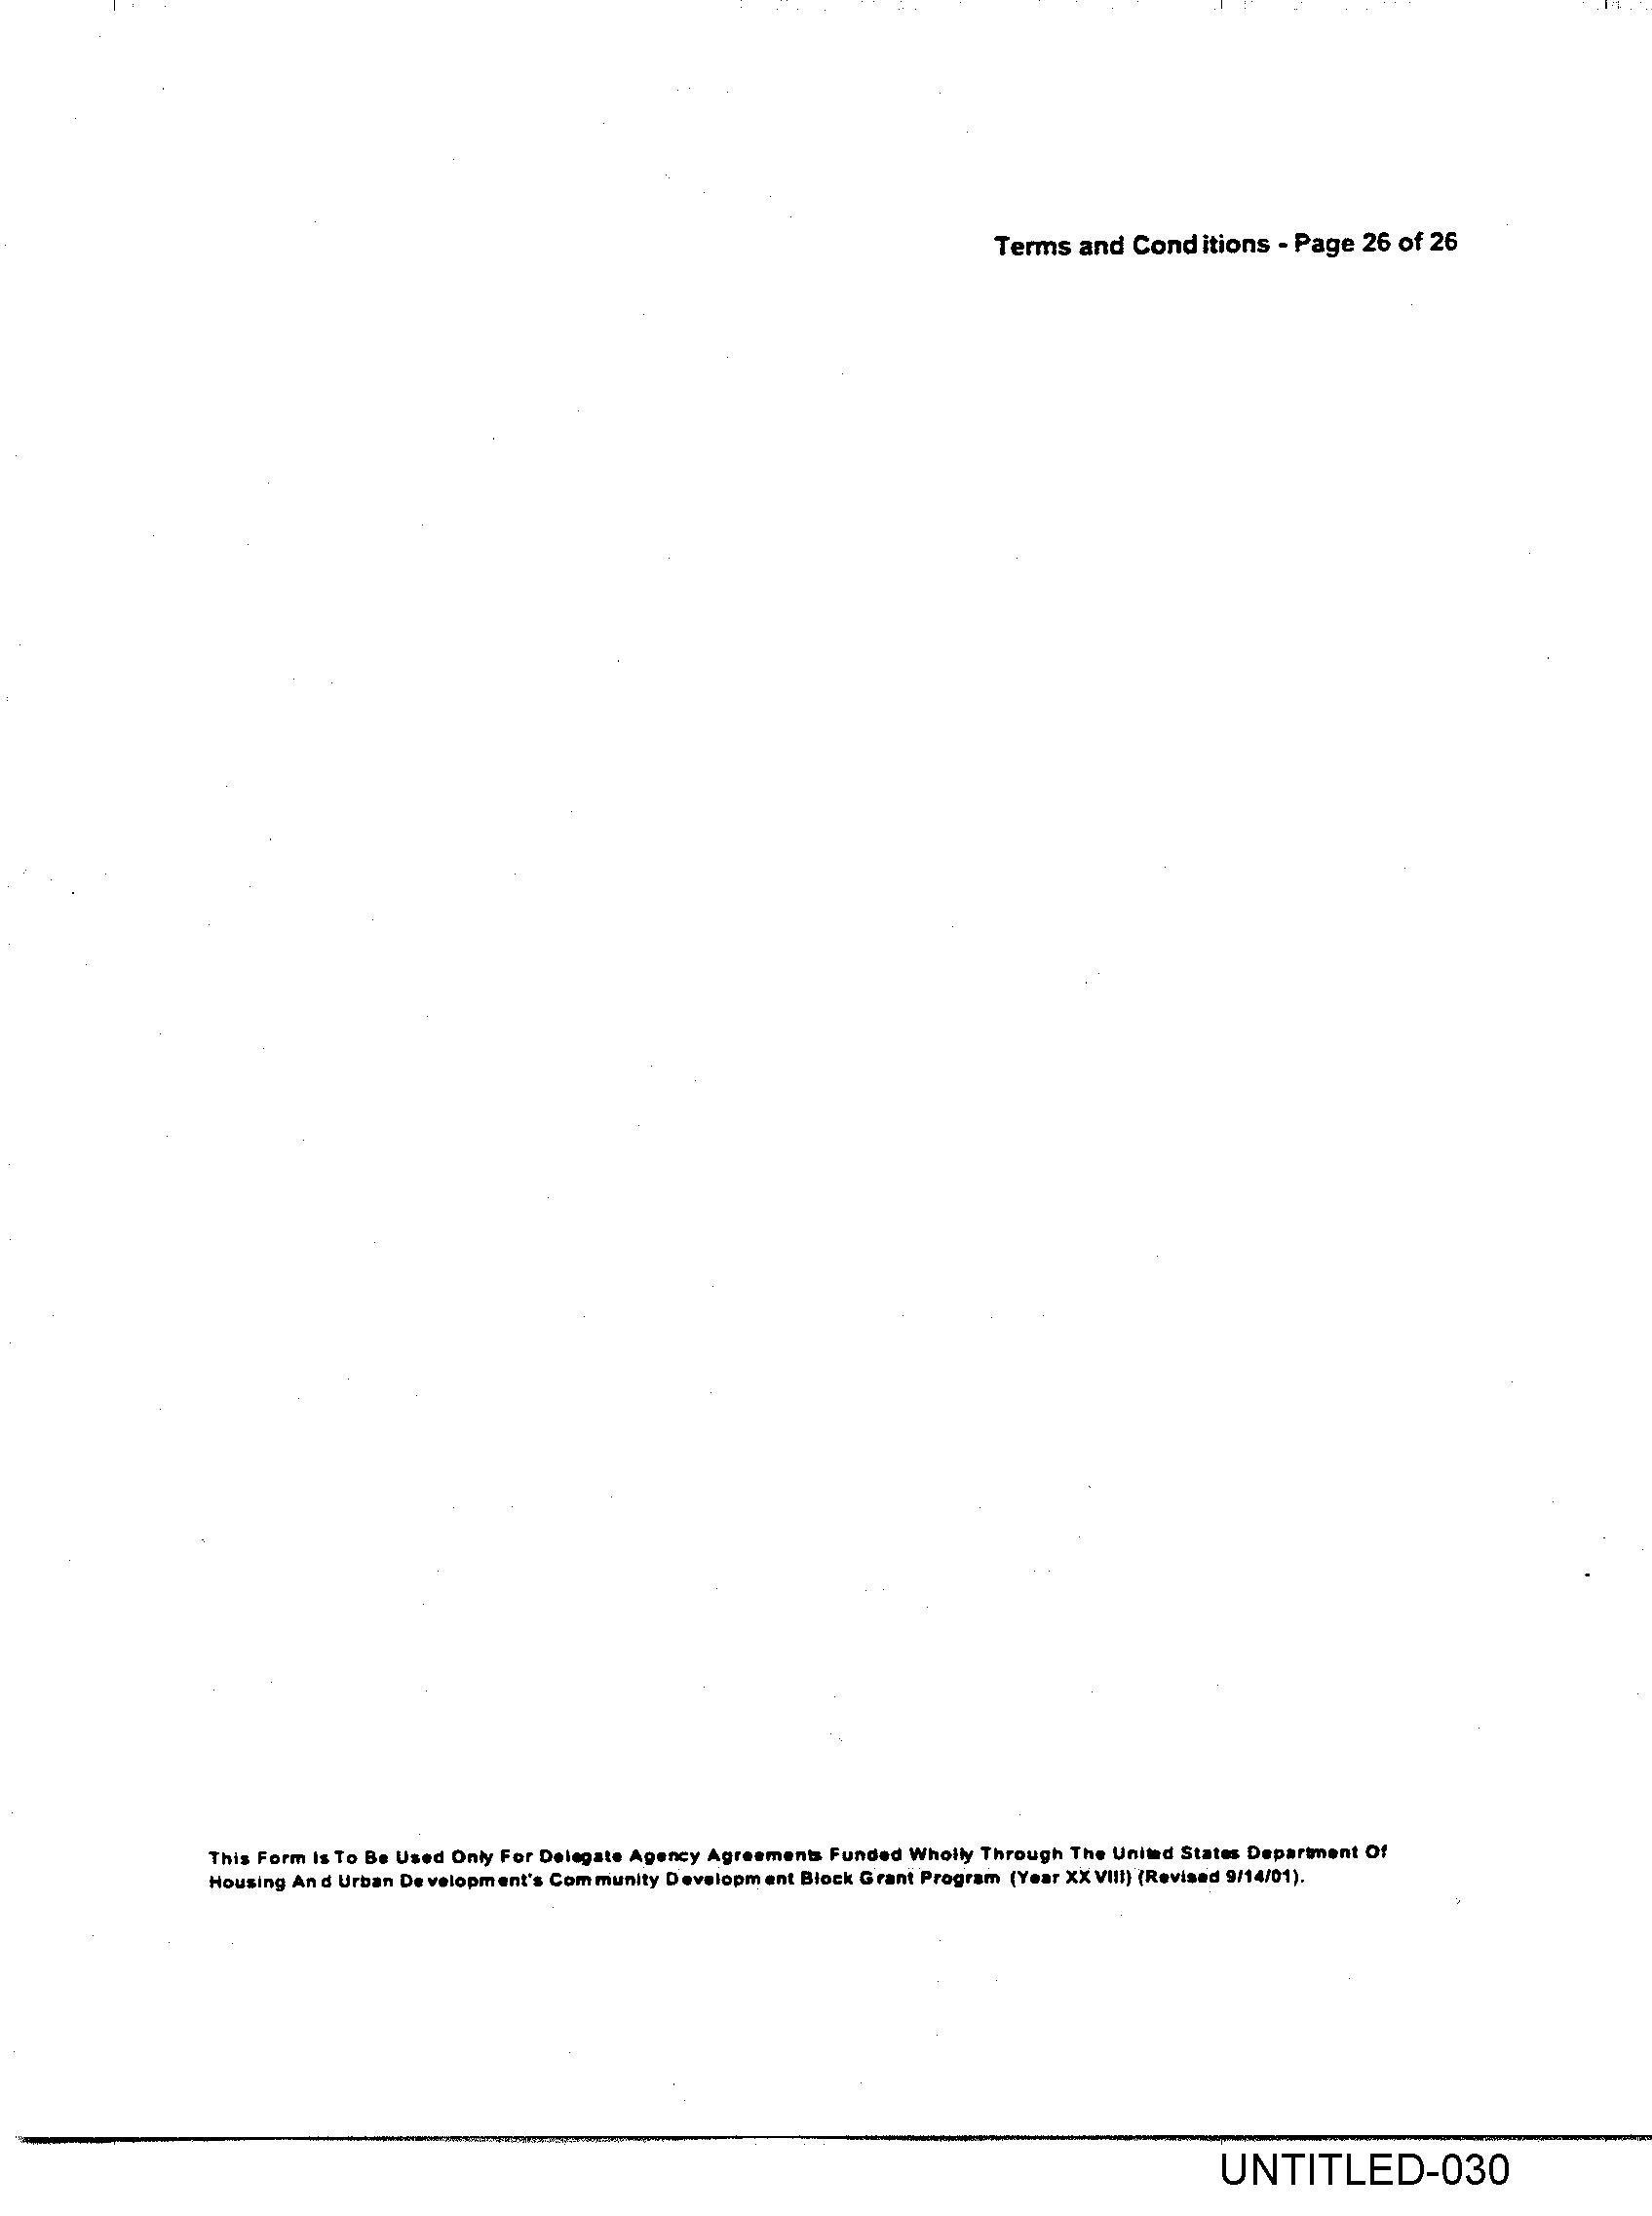 Terms and Conditions - Page 26 of 26
This Form Is To Be Used Only For Delegate Agency Agreements Funded Wholly Through The United States Department Of
Housing And Urban Development's Community Development Block Grant Program (Year XXVIII) (Revised 9/14/01).
UNTITLED-030